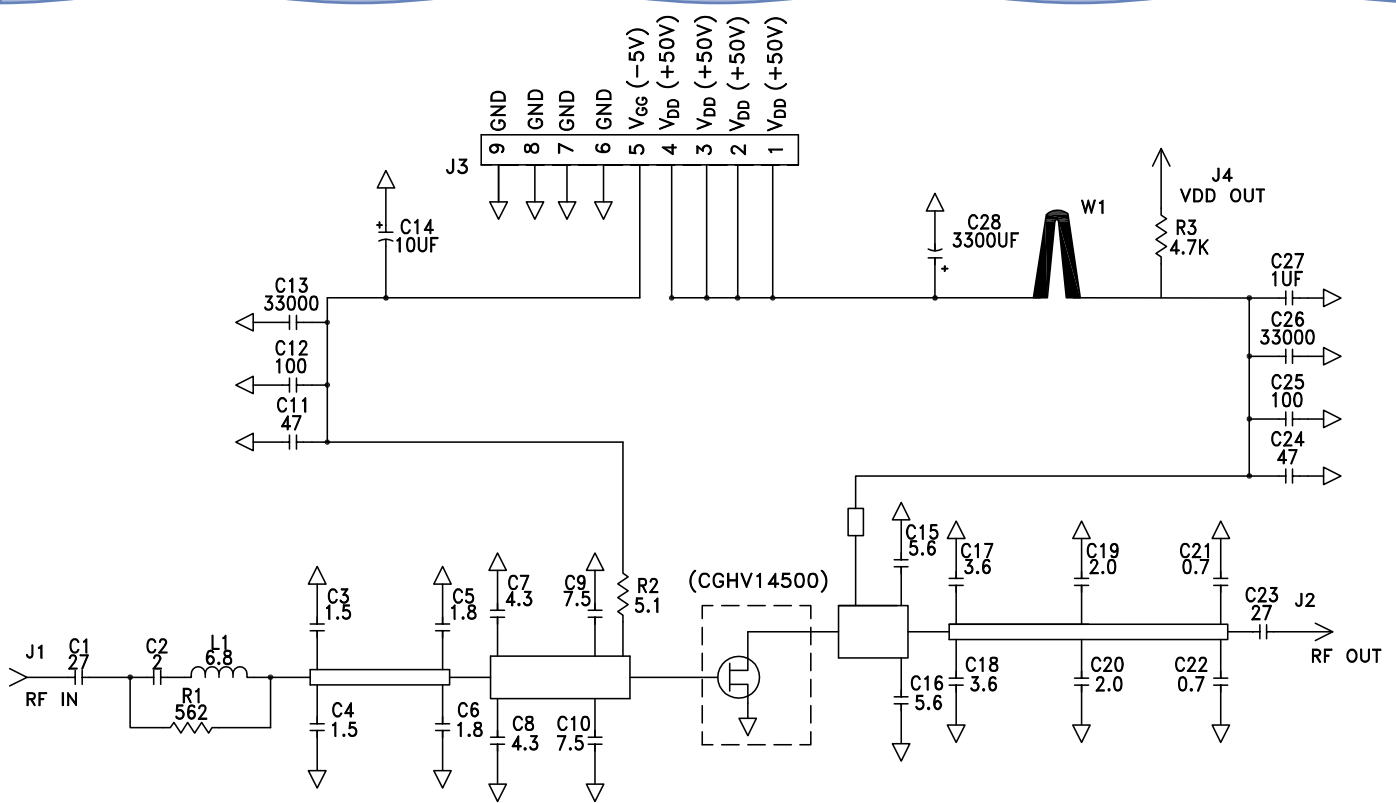 GND
GND
GND
GND
VGG (-5V)
VDD (+50V)
VDD (+50V)
VDD (+50V)
VDD (+50V)
9 8 7 6 5 4 3 2 1
J3
C14
10UF
C28
3300UF
+
+
W1
J4
VDD OUT
R3
4.7K
C13
33000
C12
100
C11
47
C27
1UF
C26
33000
C25
100
C24
47
(CGHV14500)
J1
RF IN
C1
27
C2
2
L1
6.8
R1
562
C3
1.5
C4
1.5
C5
1.8
C6
1.8
C7
4.3
C8
4.3
C9
7.5
C10
7.5
R2
5.1
C15
5.6
C16
5.6
C17
3.6
C18
3.6
C19
2.0
C20
2.0
C21
0.7
C22
0.7
C23
27
J2
RF OUT